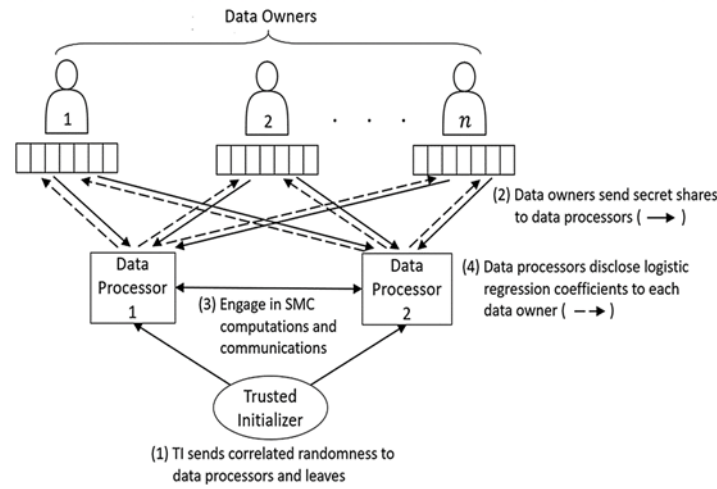 Data Owners
1
2
. . .
n
(2) Data owners send secret shares
to data processors ( → )
Data
Processor
1
Data
Processor
2
(4) Data processors disclose logistic
regression coefficients to each
data owner ( – → )
(3) Engage in SMC
computations and
communications
Trusted
Initializer
(1) TI sends correlated randomness to
data processors and leaves